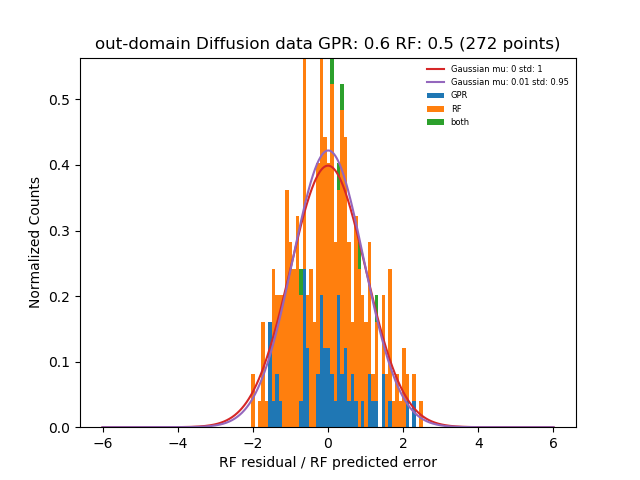 out-domain Diffusion data GPR: 0.6 RF: 0.5 (272 points)
Gaussian mu: 0 std: 1
Gaussian mu: 0.01 std: 0.95
GPR
RF
both
Normalized Counts
0.5
0.4
0.3
0.2
0.1
0.0
−6 −4 −2 0 2 4 6
RF residual / RF predicted error